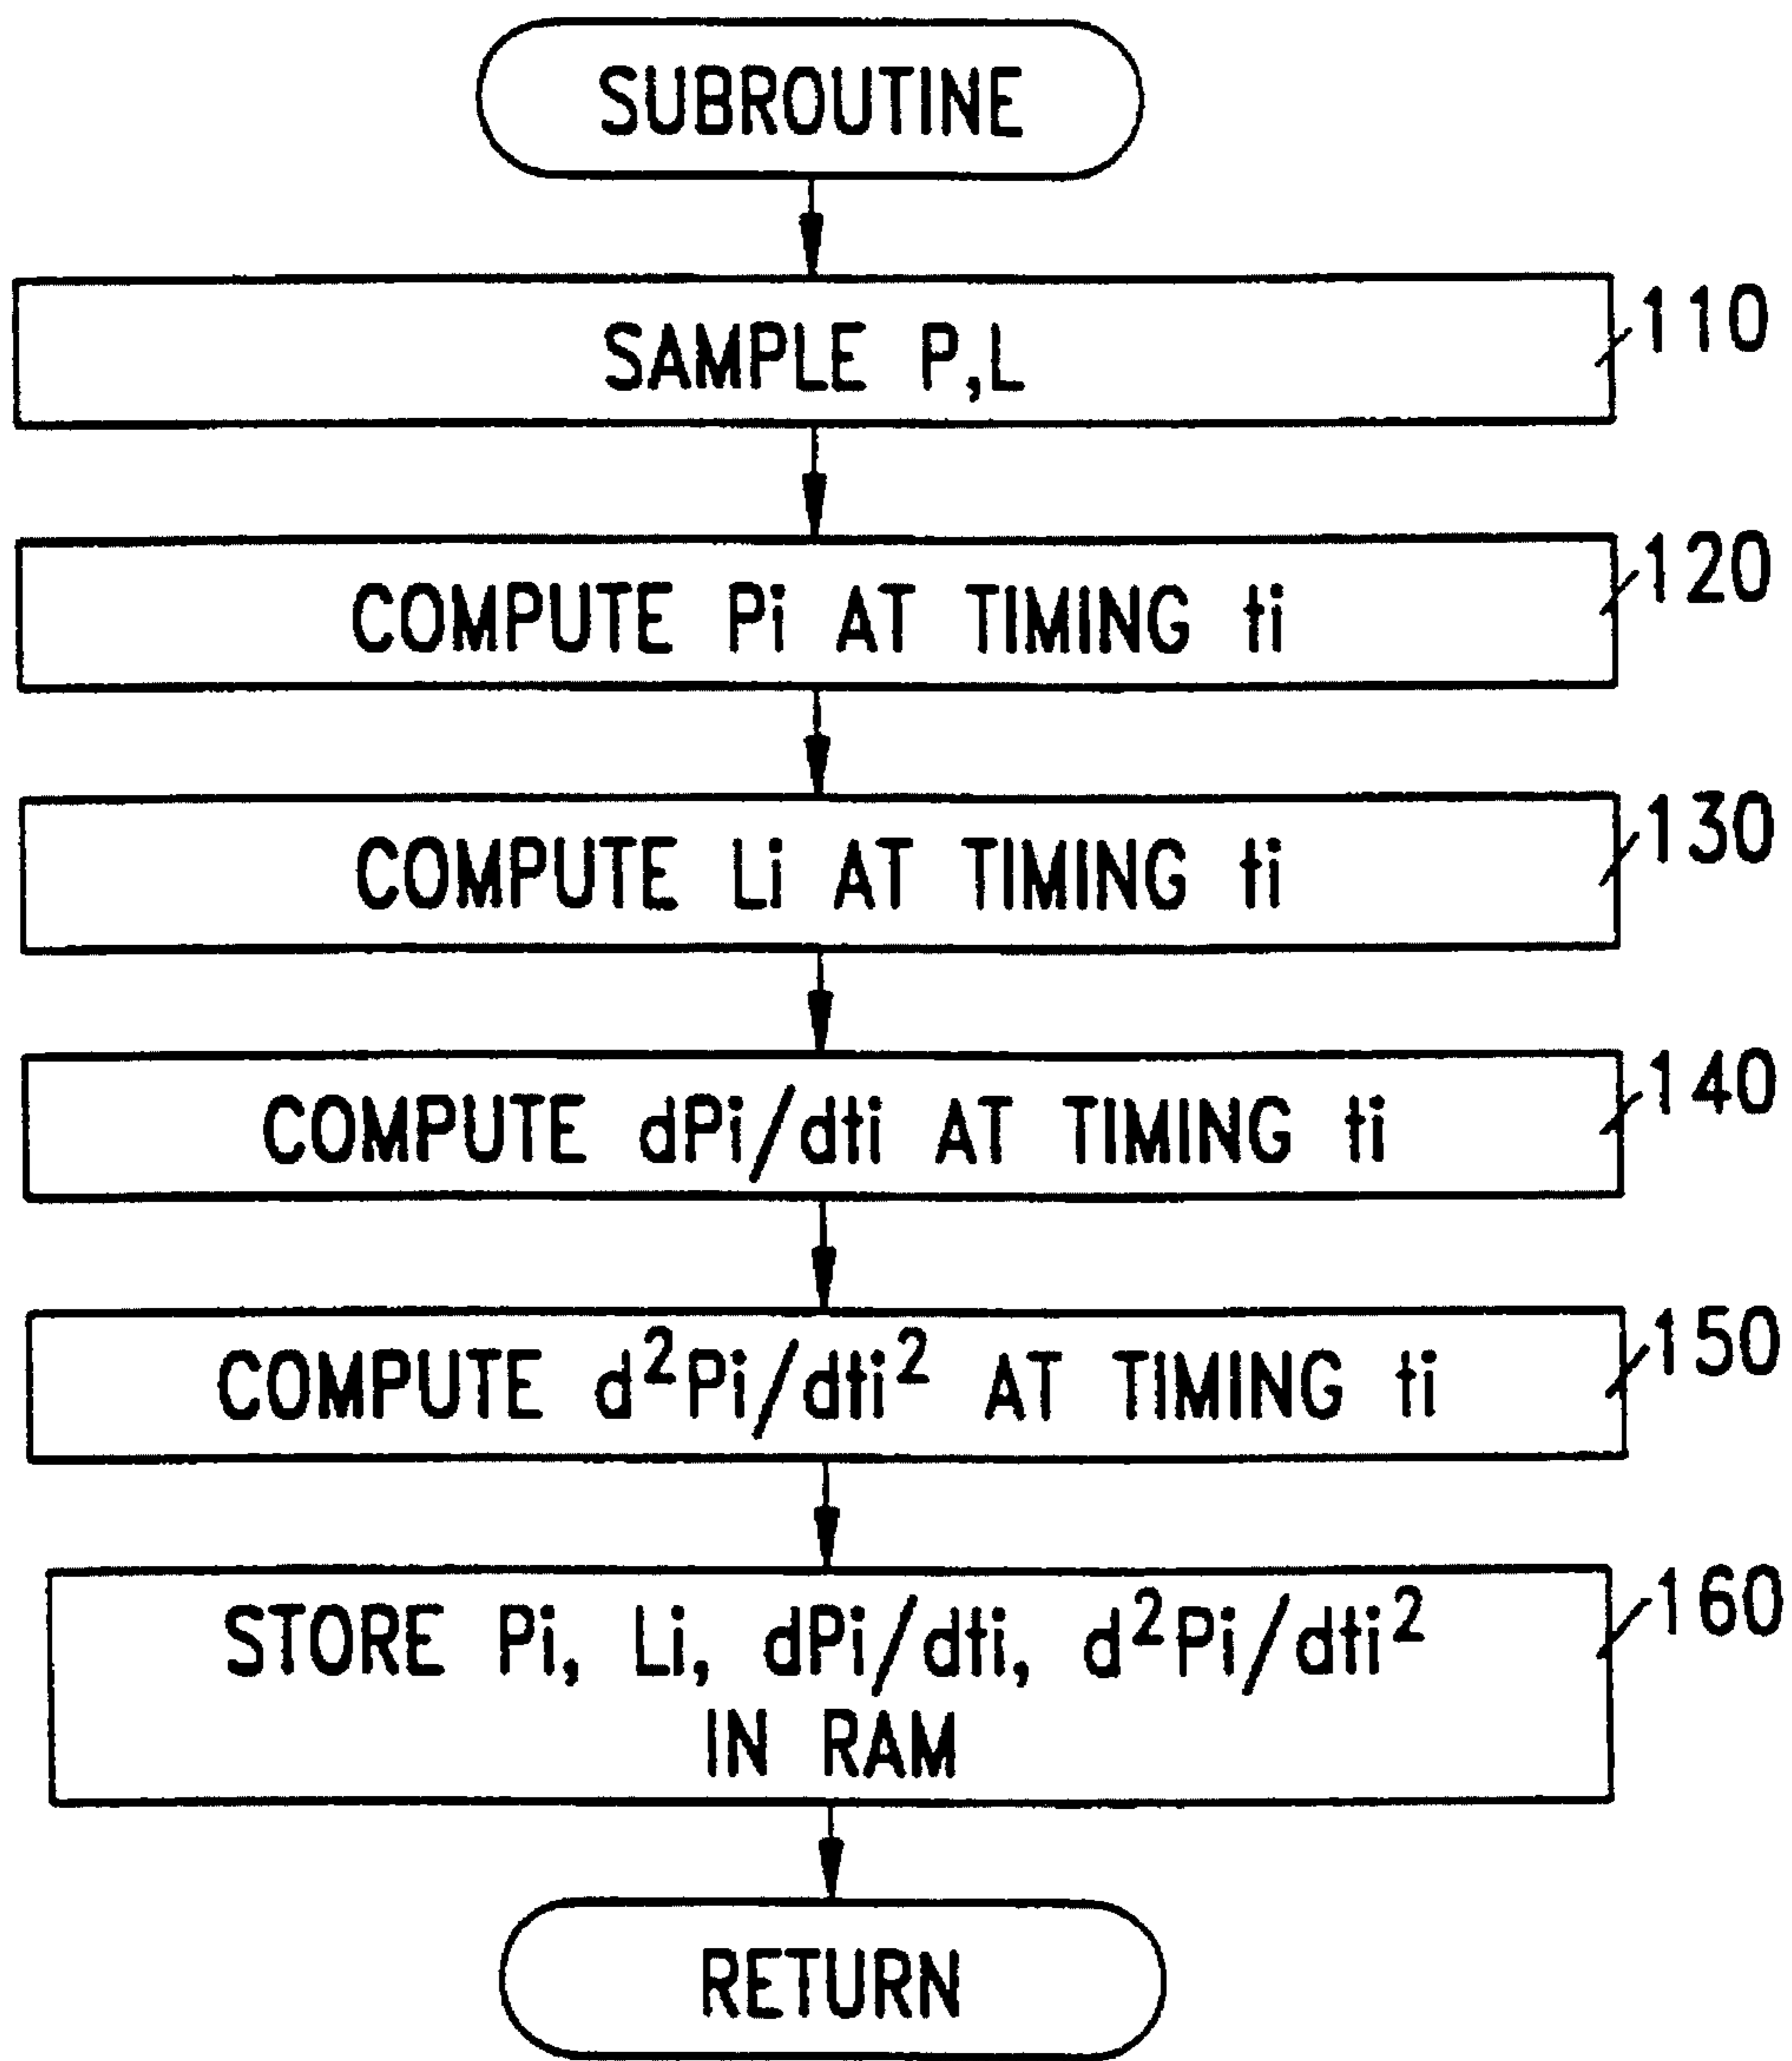 SUBROUTINE
SAMPLE P,L
110
COMPUTE Pi AT TIMING ti
120
COMPUTE Li AT TIMING ti
130
COMPUTE dPi/dti AT TIMING ti
140
COMPUTE d²Pi/dti² AT TIMING ti
150
STORE Pi, Li, dPi/dti, d²Pi/dti²
IN RAM
160
RETURN